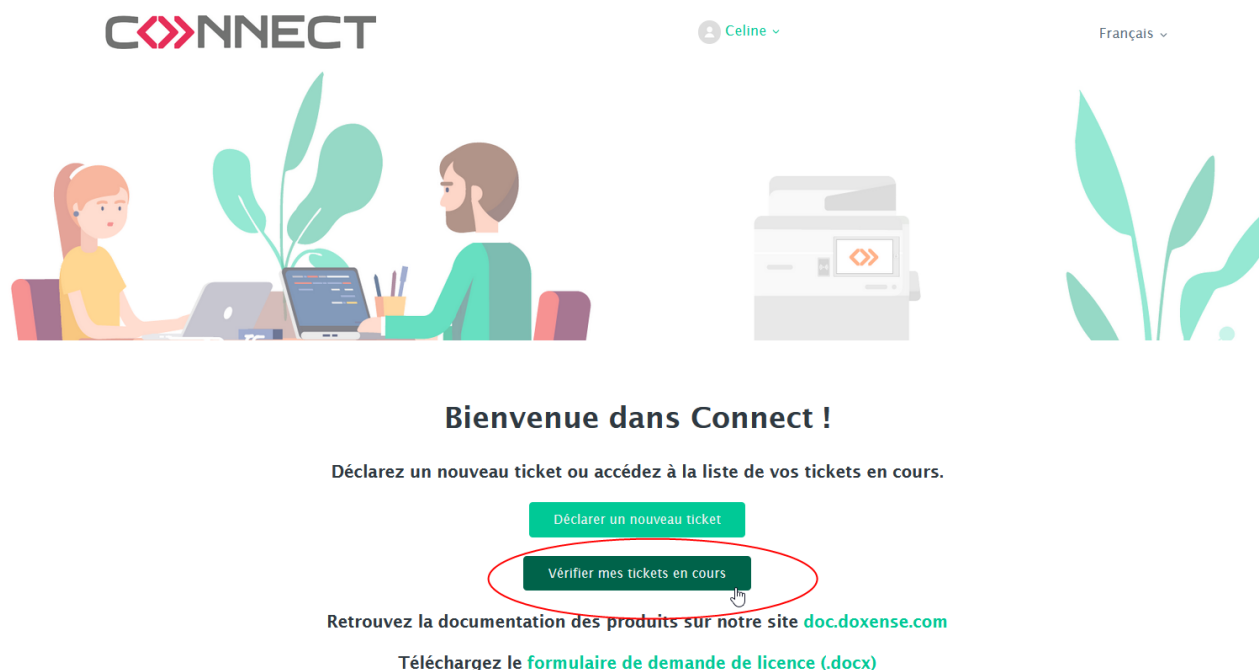 CONNECT
Celine
Français
Bienvenue dans Connect !
Déclarez un nouveau ticket ou accédez à la liste de vos tickets en cours.
Déclarer un nouveau ticket
Vérifier mes tickets en cours
Retrouvez la documentation des produits sur notre site doc.doxense.com
Téléchargez le formulaire de demande de licence (.docx)